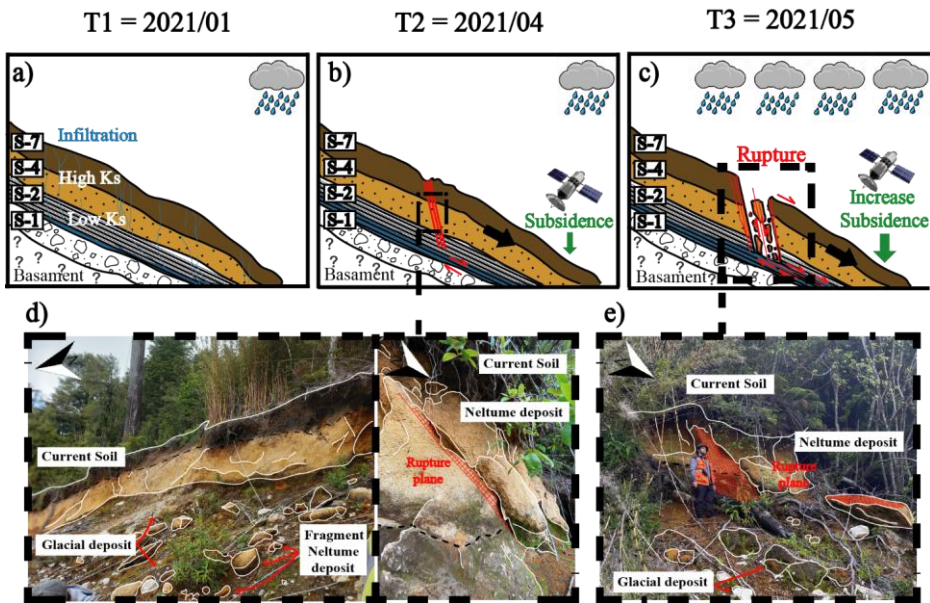 T1 = 2021/01
T2 = 2021/04
T3 = 2021/05
a)
Infiltration
S-7
S-4
High Ks
S-2
S-1
Low Ks
? ? ? ? ?
Basament
b)
S-7
S-4
S-2
S-1
Subsidence
? ? ? ? ?
Basament
c)
Rupture
S-7
S-4
S-2
S-1
Increase
Subsidence
? ? ? ? ?
Basament
d)
Current Soil
Glacial deposit
Fragment
Neltume
deposit
Current Soil
Neltume deposit
Rupture
plane
e)
Current Soil
Neltume deposit
Rupture
plane
Glacial deposit